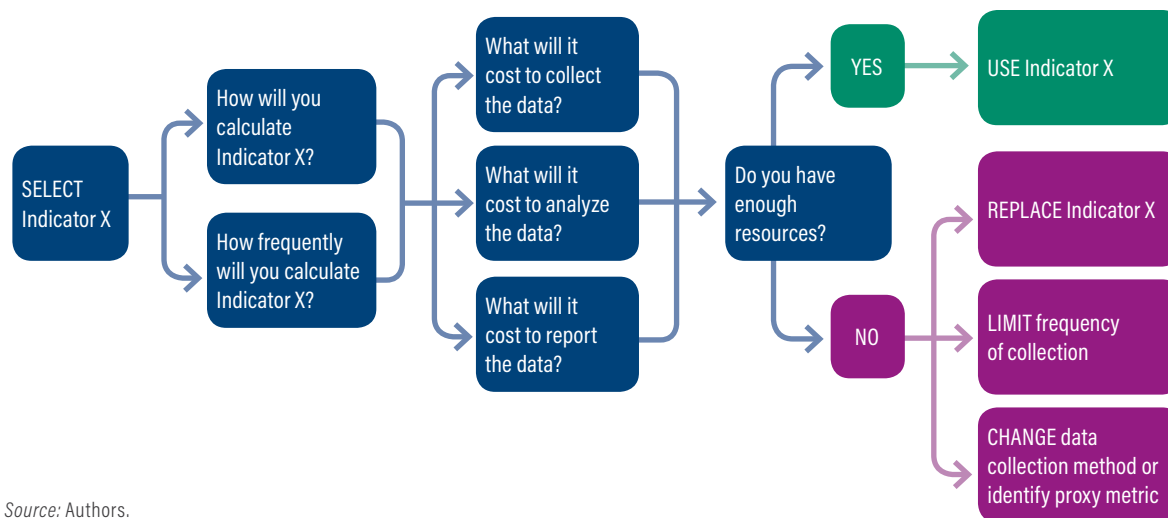 SELECT
Indicator X
How will you
calculate
Indicator X?
How frequently
will you calculate
Indicator X?
What will it
cost to collect
the data?
What will it
cost to analyze
the data?
What will it
cost to report
the data?
Do you have
enough
resources?
YES
USE Indicator X
NO
REPLACE Indicator X
LIMIT frequency
of collection
CHANGE data
collection method or
identify proxy metric
Source: Authors.